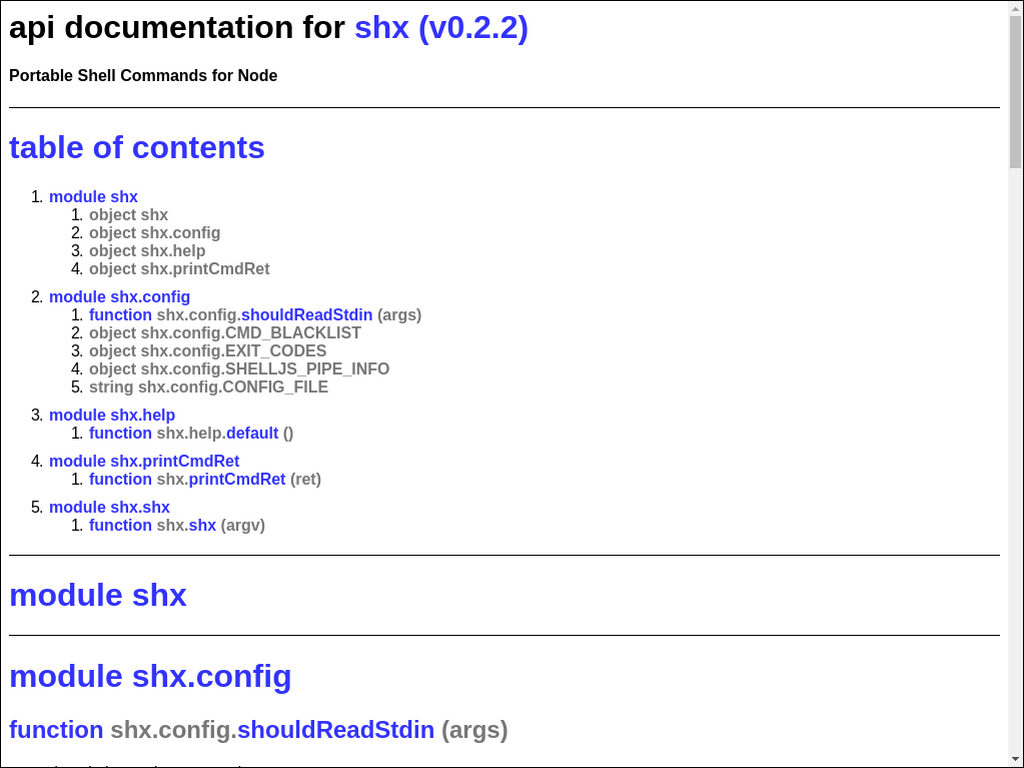 api documentation for shx (v0.2.2)
Portable Shell Commands for Node
table of contents
1. module shx
1. object shx
2. object shx.config
3. object shx.help
4. object shx.printCmdRet
2. module shx.config
1. function shx.config.shouldReadStdin (args)
2. object shx.config.CMD_BLACKLIST
3. object shx.config.EXIT_CODES
4. object shx.config.SHELLJS_PIPE_INFO
5. string shx.config.CONFIG_FILE
3. module shx.help
1. function shx.help.default ()
4. module shx.printCmdRet
1. function shx.printCmdRet (ret)
5. module shx.shx
1. function shx.shx (argv)
module shx
module shx.config
function shx.config.shouldReadStdin (args)